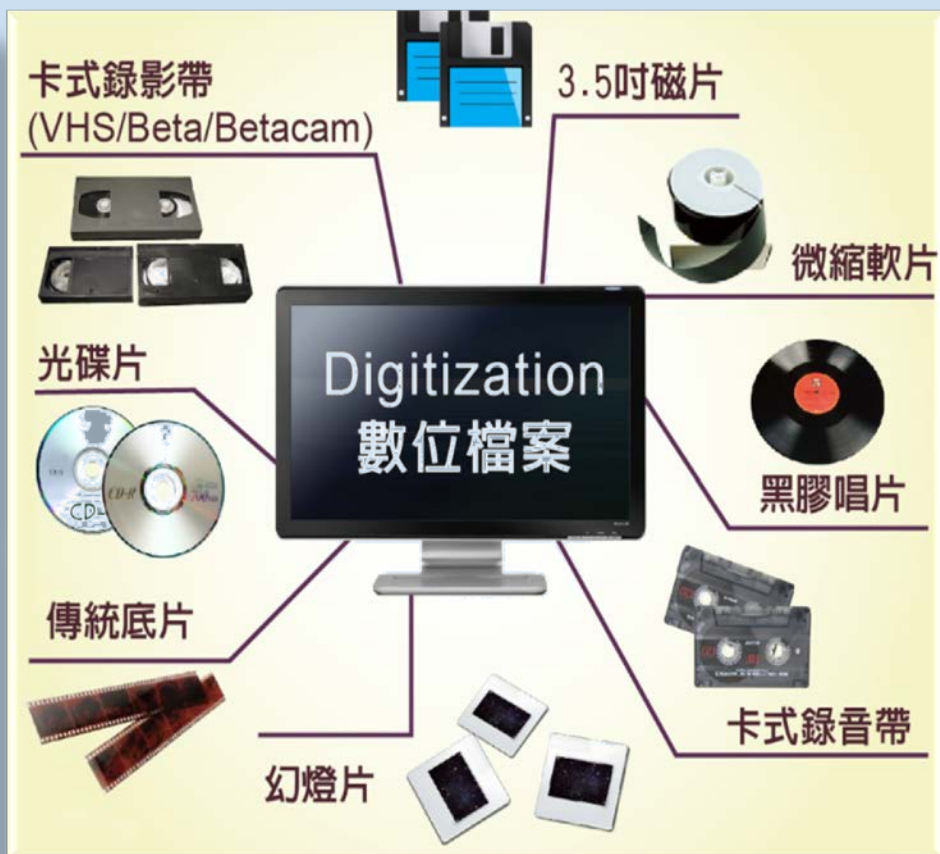 卡式錄影帶
(VHS/Beta/Betacam)
3.5吋磁片
微縮軟片
光碟片
Digitization
數位檔案
黑膠唱片
CD-R
傳統底片
卡式錄音帶
幻燈片